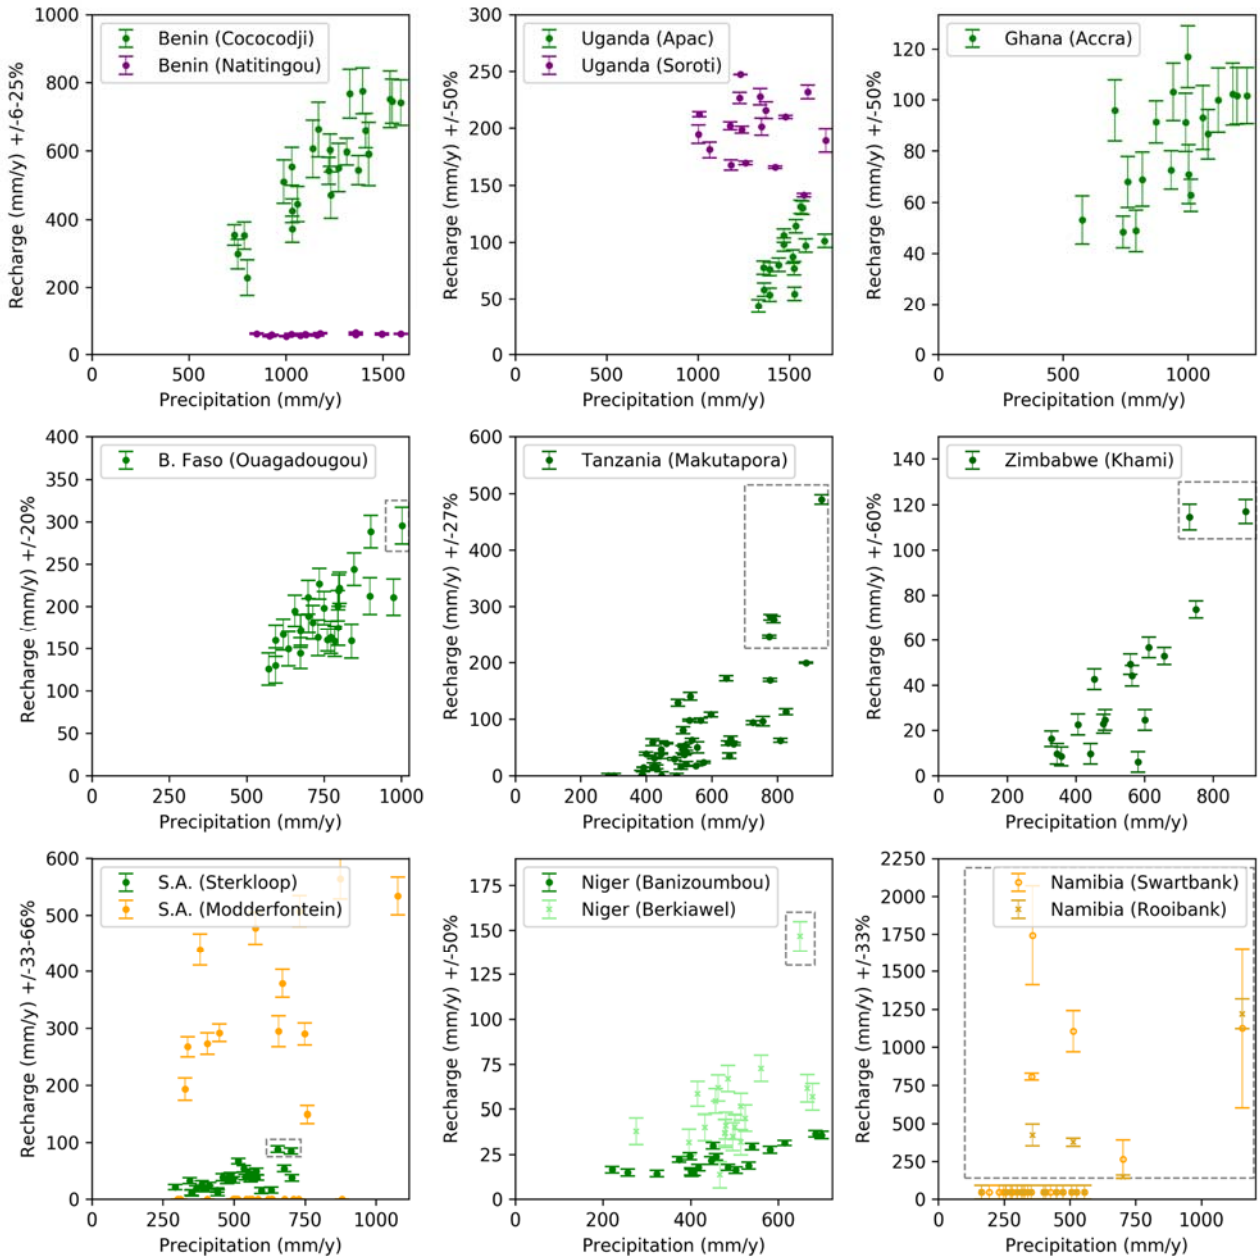 Recharge (mm/y) +/-6-25%
1000
800
600
400
200
0
Benin (Cococodji)
Benin (Natitingou)
0 500 1000 1500
Precipitation (mm/y)
Recharge (mm/y) +/-50%
300
250
200
150
100
50
0
Uganda (Apac)
Uganda (Soroti)
0 500 1000 1500
Precipitation (mm/y)
Recharge (mm/y) +/-50%
120
100
80
60
40
20
0
Ghana (Accra)
0 500 1000
Precipitation (mm/y)
Recharge (mm/y) +/-20%
400
350
300
250
200
150
100
50
0
B. Faso (Ouagadougou)
0 250 500 750 1000
Precipitation (mm/y)
Recharge (mm/y) +/-27%
600
500
400
300
200
100
0
Tanzania (Makutapora)
0 200 400 600 800
Precipitation (mm/y)
Recharge (mm/y) +/-60%
140
120
100
80
60
40
20
0
Zimbabwe (Khami)
0 200 400 600 800
Precipitation (mm/y)
Recharge (mm/y) +/-33-66%
600
500
400
300
200
100
0
S.A. (Sterkloop)
S.A. (Modderfontein)
0 250 500 750 1000
Precipitation (mm/y)
Recharge (mm/y) +/-50%
175
150
125
100
75
50
25
0
Niger (Banizoumbou)
Niger (Berkiawel)
0 200 400 600
Precipitation (mm/y)
Recharge (mm/y) +/-33%
2250
2000
1750
1500
1250
1000
750
500
250
0
Namibia (Swartbank)
Namibia (Rooibank)
0 250 500 750 1000
Precipitation (mm/y)